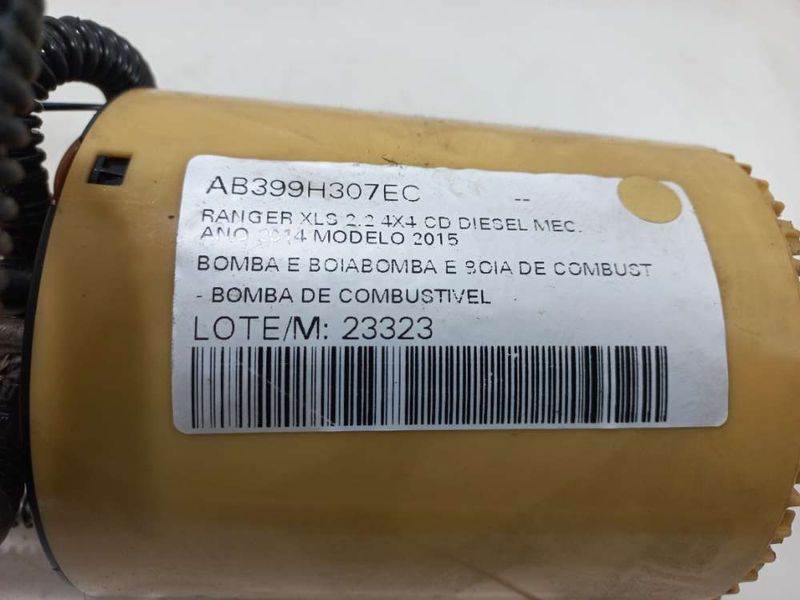 AB399H307EC --
RANGER XLS 2.2 4X4 CD DIESEL MEC.
ANO 2014 MODELO 2015
BOMBA E BOIABOMBA E BOIA DE COMBUST
- BOMBA DE COMBUSTIVEL
LOTE/M: 23323